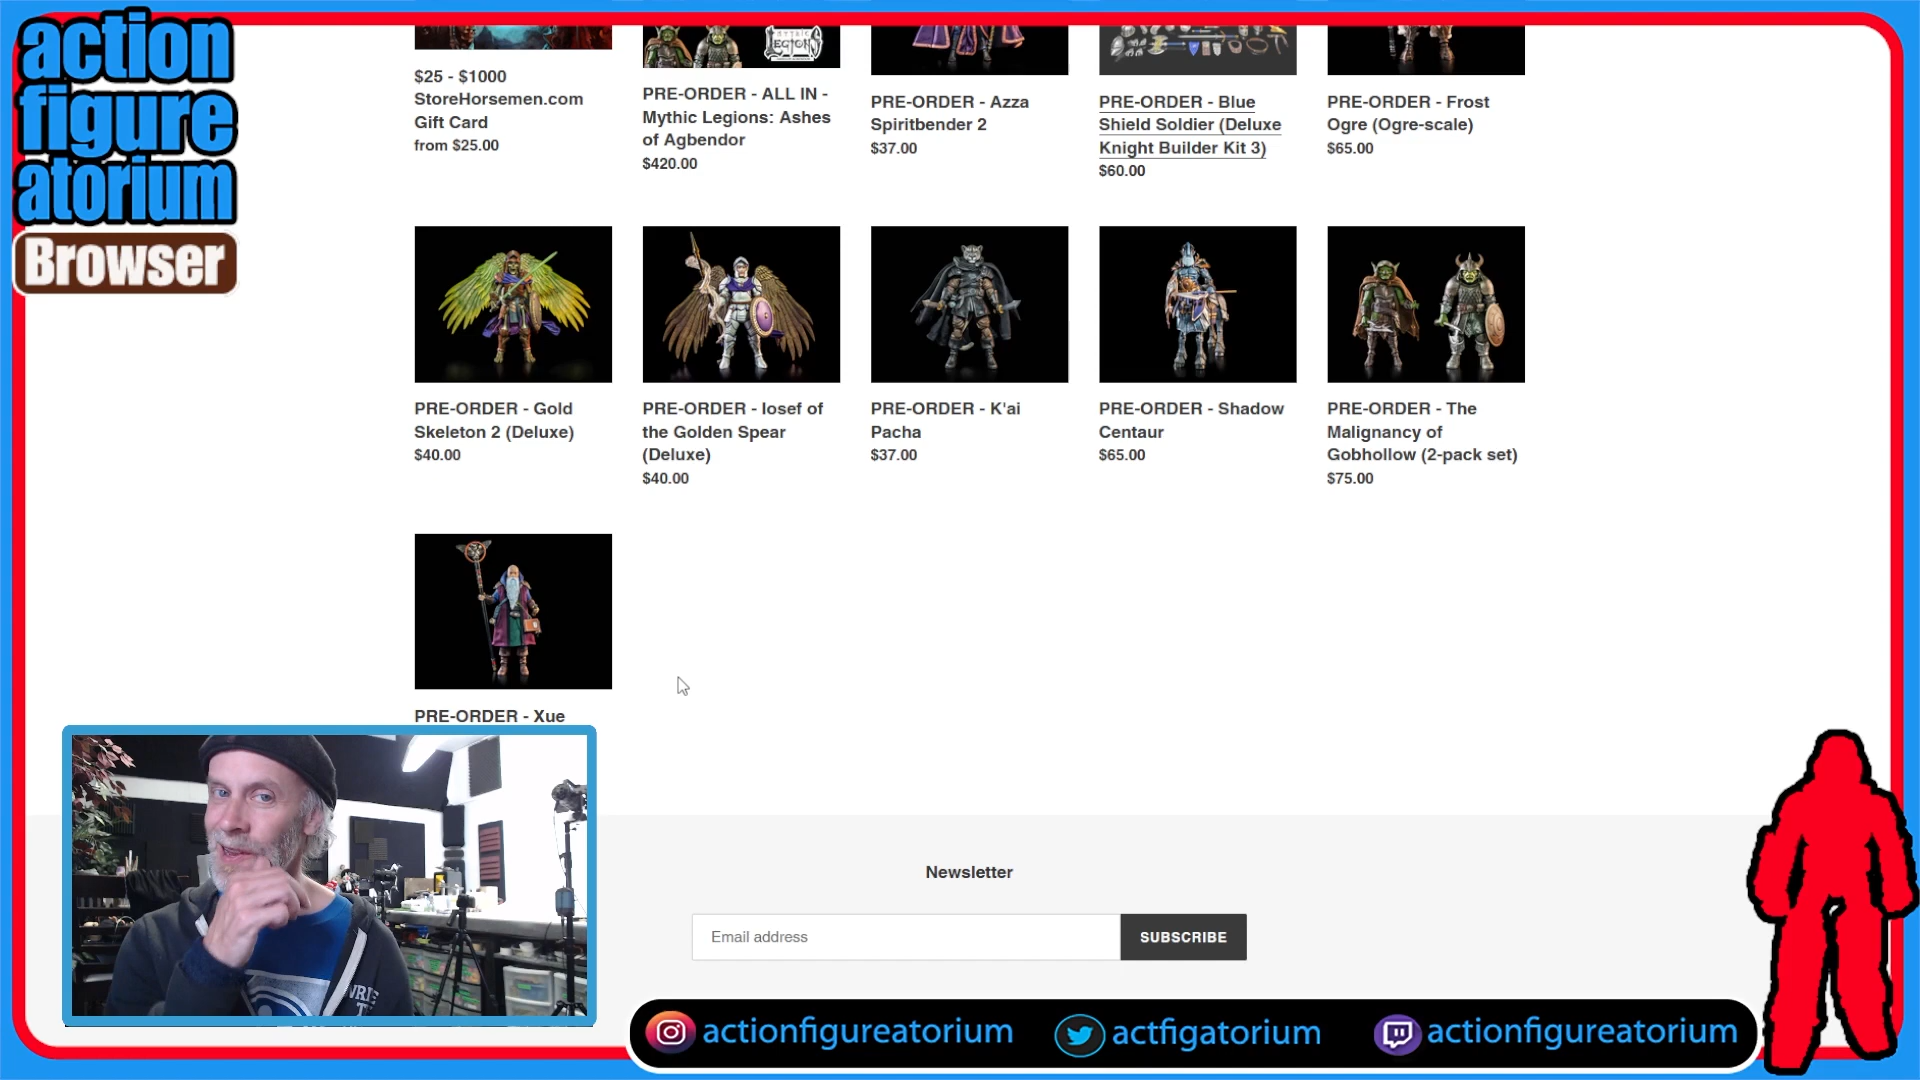 action
figure
atorium
Browser
MYTHIC
LEGIONS
$25 - $1000
StoreHorsemen.com
Gift Card
from $25.00
PRE-ORDER - ALL IN -
Mythic Legions: Ashes
of Agbendor
$420.00
PRE-ORDER - Azza
Spiritbender 2
$37.00
PRE-ORDER - Blue
Shield Soldier (Deluxe
Knight Builder Kit 3)
$60.00
PRE-ORDER - Frost
Ogre (Ogre-scale)
$65.00
PRE-ORDER - Gold
Skeleton 2 (Deluxe)
$40.00
PRE-ORDER - Iosef of
the Golden Spear
(Deluxe)
$40.00
PRE-ORDER - K'ai
Pacha
$37.00
PRE-ORDER - Shadow
Centaur
$65.00
PRE-ORDER - The
Malignancy of
Gobhollow (2-pack set)
$75.00
PRE-ORDER - Xue
Newsletter
Email address
SUBSCRIBE
actionfigureatorium
actfigatorium
actionfigureatorium